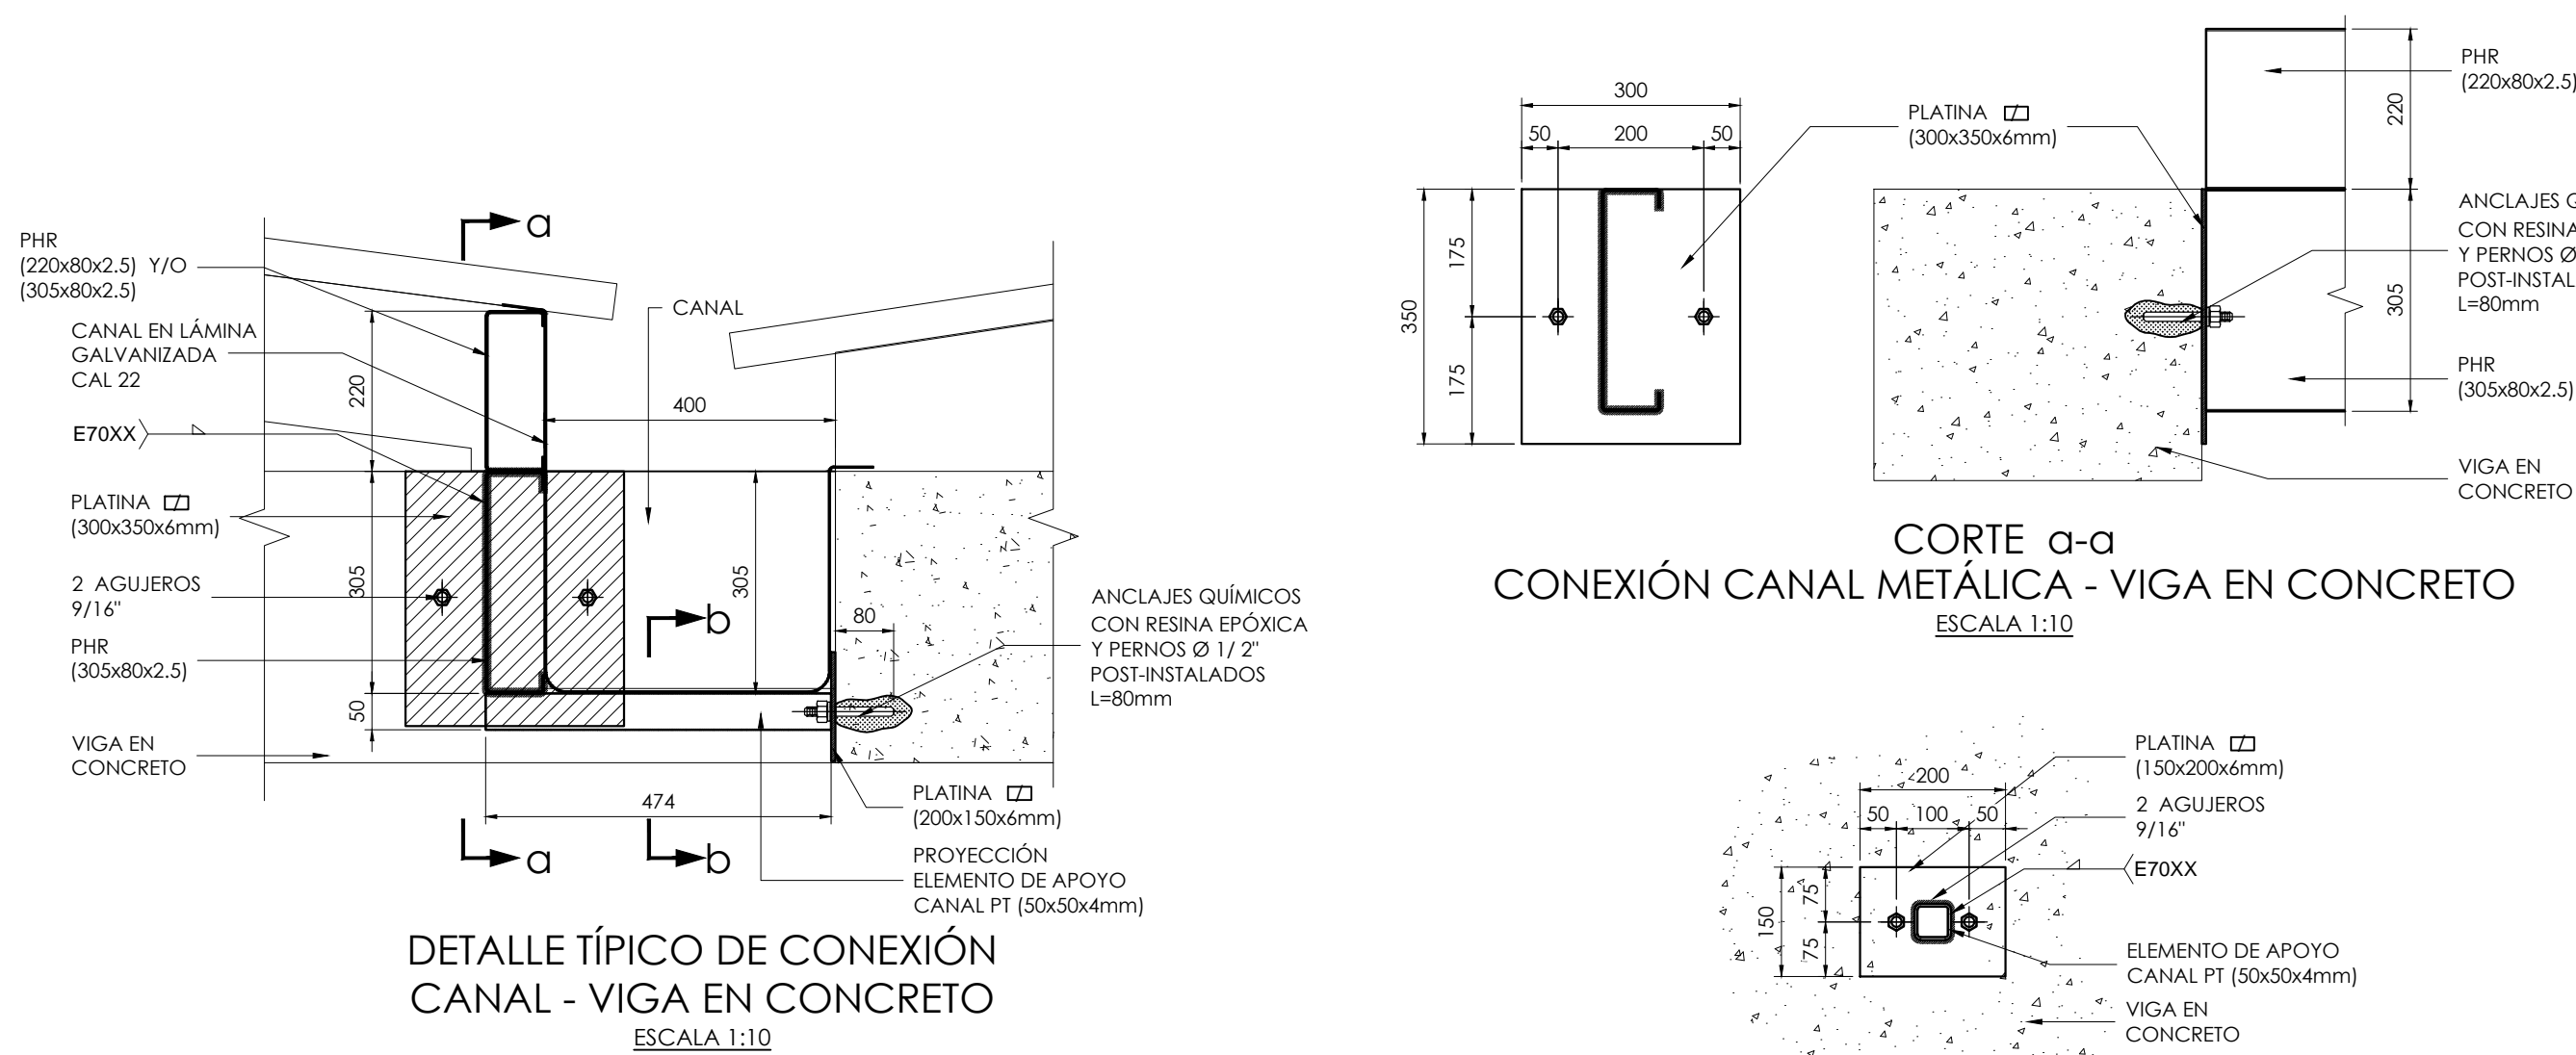 PHR
(220x80x2.5) Y/O
(305x80x2.5)
CANAL EN LÁMINA
GALVANIZADA
CAL 22
E70XX
PLATINA
(300x350x6mm)
2 AGUJEROS
9/16"
PHR
(305x80x2.5)
VIGA EN
CONCRETO
a
220
305
50
CANAL
400
305
b
80
474
a
b
ANCLAJES QUÍMICOS
CON RESINA EPÓXICA
Y PERNOS Ø 1/ 2"
POST-INSTALADOS
L=80mm
PLATINA
(200x150x6mm)
PROYECCIÓN
ELEMENTO DE APOYO
CANAL PT (50x50x4mm)
DETALLE TÍPICO DE CONEXIÓN
CANAL - VIGA EN CONCRETO
ESCALA 1:10
300
50 200 50
350
175
175
PLATINA
(300x350x6mm)
220
305
PHR
(220x80x2.5)
ANCLAJES Q
CON RESINA
Y PERNOS Ø
POST-INSTAL
L=80mm
PHR
(305x80x2.5)
VIGA EN
CONCRETO
CORTE a-a
CONEXIÓN CANAL METÁLICA - VIGA EN CONCRETO
ESCALA 1:10
200
50 100 50
150
75
75
PLATINA
(150x200x6mm)
2 AGUJEROS
9/16"
E70XX
ELEMENTO DE APOYO
CANAL PT (50x50x4mm)
VIGA EN
CONCRETO